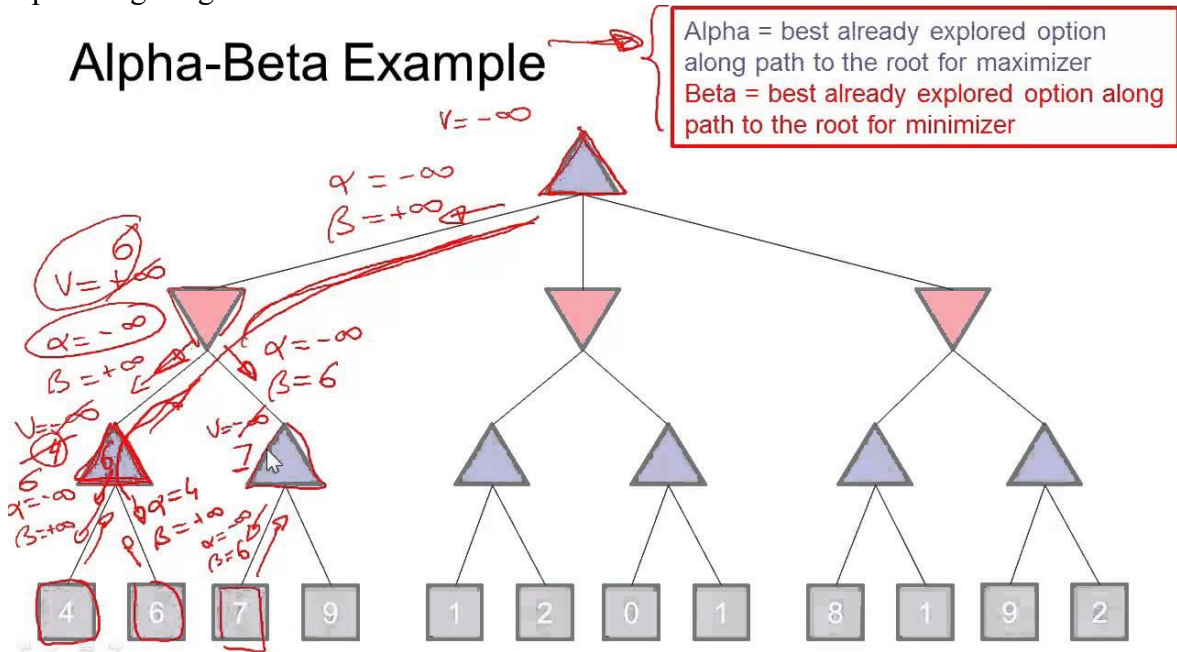 Alpha-Beta Example
Alpha = best already explored option
along path to the root for maximizer
Beta = best already explored option along
path to the root for minimizer
V = -∞
α = -∞
β = +∞
6
V = +∞
α = -∞
β = +∞
α = -∞
β = 6
V = -∞
4
6
α = -∞
β = +∞
α = 4
β = +∞
V = -∞
7
α = -∞
β = 6
4 6 7 9 1 2 0 1 8 1 9 2